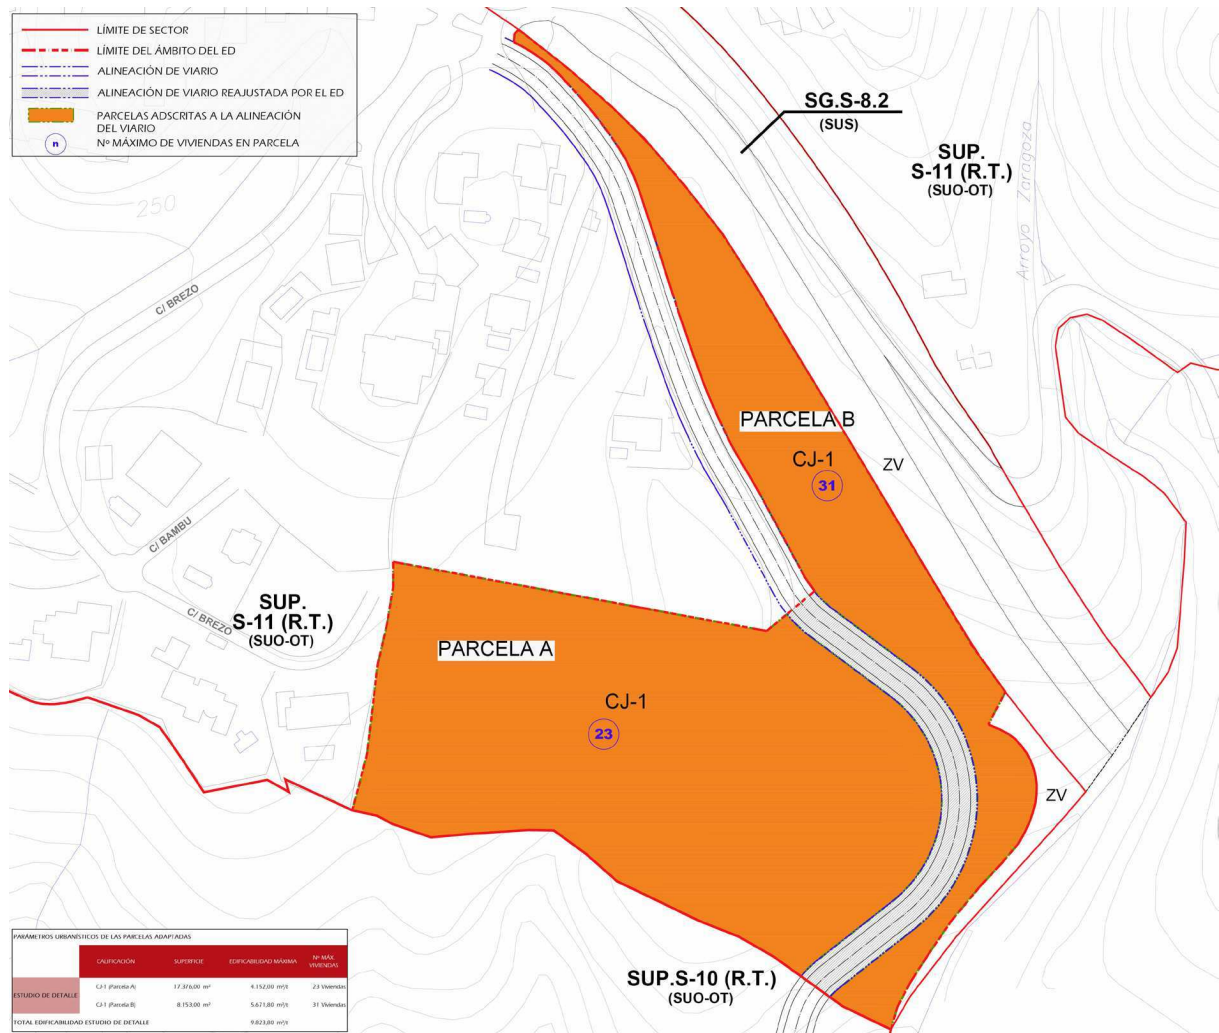 LÍMITE DE SECTOR
LÍMITE DEL ÁMBITO DEL ED
ALINEACIÓN DE VIARIO
ALINEACIÓN DE VIARIO REAJUSTADA POR EL ED
PARCELAS ADSCRITAS A LA ALINEACIÓN
DEL VIARIO
n
Nº MÁXIMO DE VIVIENDAS EN PARCELA
SG.S-8.2
(SUS)
SUP.
S-11 (R.T.)
(SUO-OT)
Arroyo Zaragoza
250
C/ BREZO
PARCELA B
CJ-1
31
ZV
C/ BAMBU
C/ BREZO
SUP.
S-11 (R.T.)
(SUO-OT)
PARCELA A
CJ-1
23
ZV
SUP.S-10 (R.T.)
(SUO-OT)
PARÁMETROS URBANÍSTICOS DE LAS PARCELAS ADAPTADAS
CALIFICACIÓN SUPERFICIE EDIFICABILIDAD MÁXIMA Nº MÁX. VIVIENDAS
ESTUDIO DE DETALLE
CJ-1 (Parcela A) 17.376,00 m² 4.152,00 m²/t 23 Viviendas
CJ-1 (Parcela B) 8.153,00 m² 5.671,80 m²/t 31 Viviendas
TOTAL EDIFICABILIDAD ESTUDIO DE DETALLE 9.823,80 m²/t